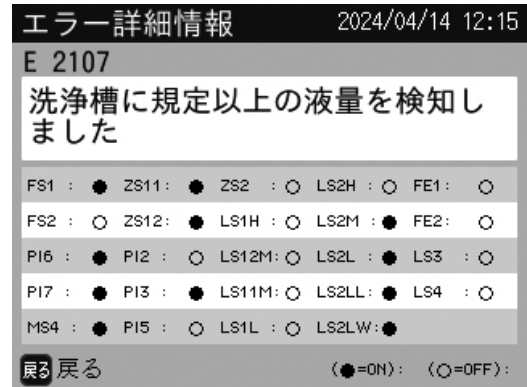 エラー詳細情報 2024/04/14 12:15
E 2107
洗浄槽に規定以上の液量を検知し
ました
FS1 : ● ZS11: ● ZS2 : ○ LS2H : ○ FE1: ○
FS2 : ○ ZS12: ● LS1H : ○ LS2M : ● FE2: ○
PI6 : ● PI2 : ○ LS12M: ○ LS2L : ● LS3 : ○
PI7 : ● PI3 : ● LS11M: ○ LS2LL: ● LS4 : ○
MS4 : ● PI5 : ○ LS1L : ○ LS2LW: ●
戻る 戻る (●=ON): (○=OFF):